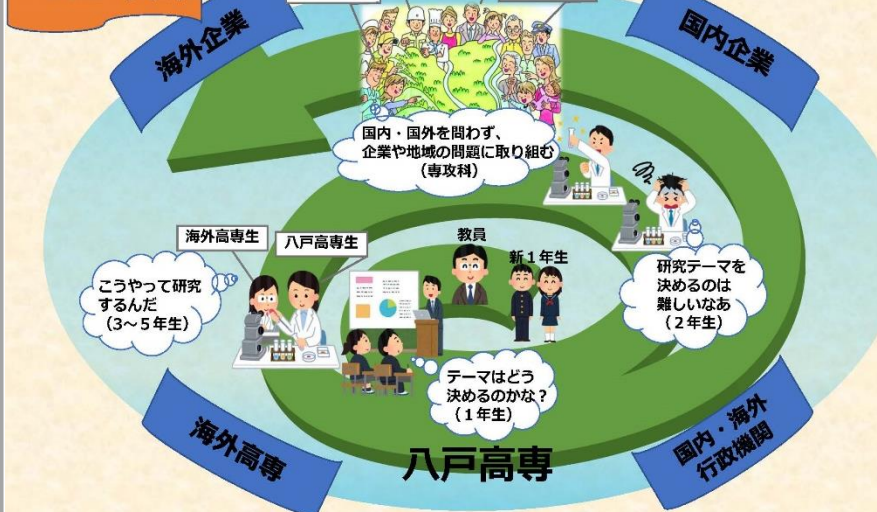 海外企業
国内企業
国内・国外を問わず、
企業や地域の問題に取り組む
(専攻科)
海外高専生
八戸高専生
教員
新1年生
こうやって研究
するんだ
(3～5年生)
研究テーマを
決めるのは
難しいなあ
(2年生)
テーマはどう
決めるのかな?
(1年生)
海外高専
八戸高専
国内・海外
行政機関